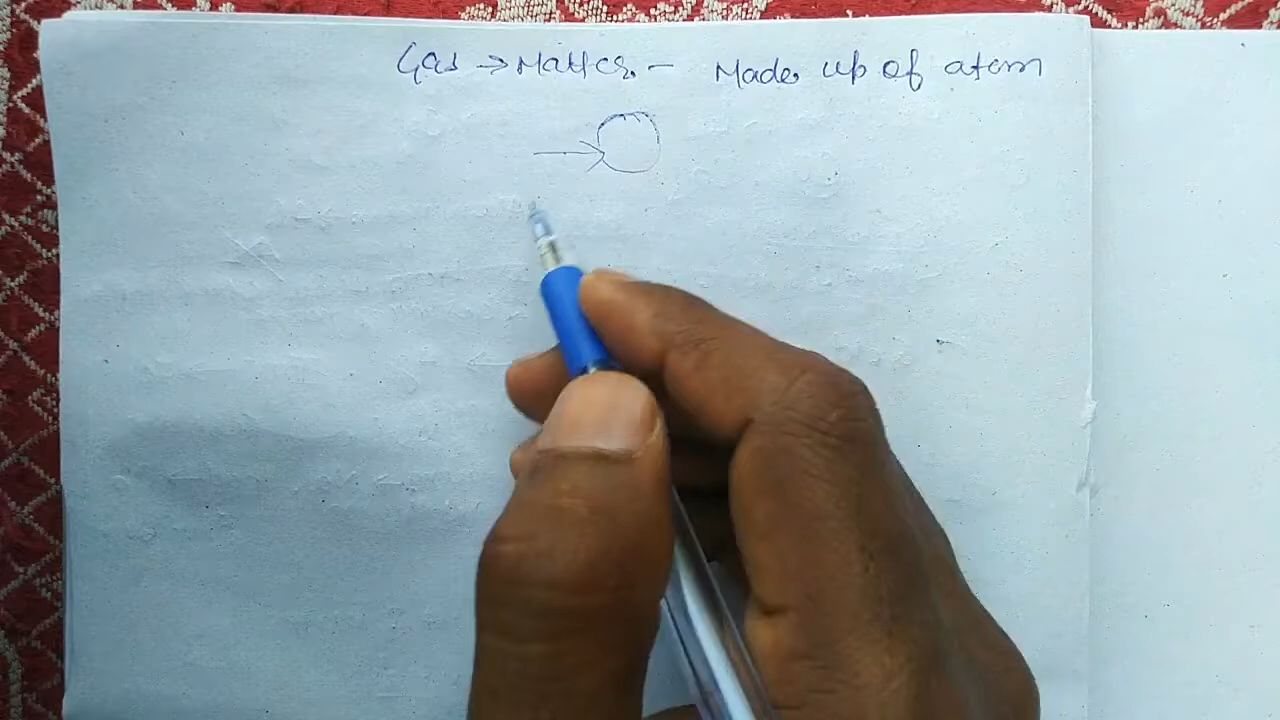 Gas → Matter - Made up of atom